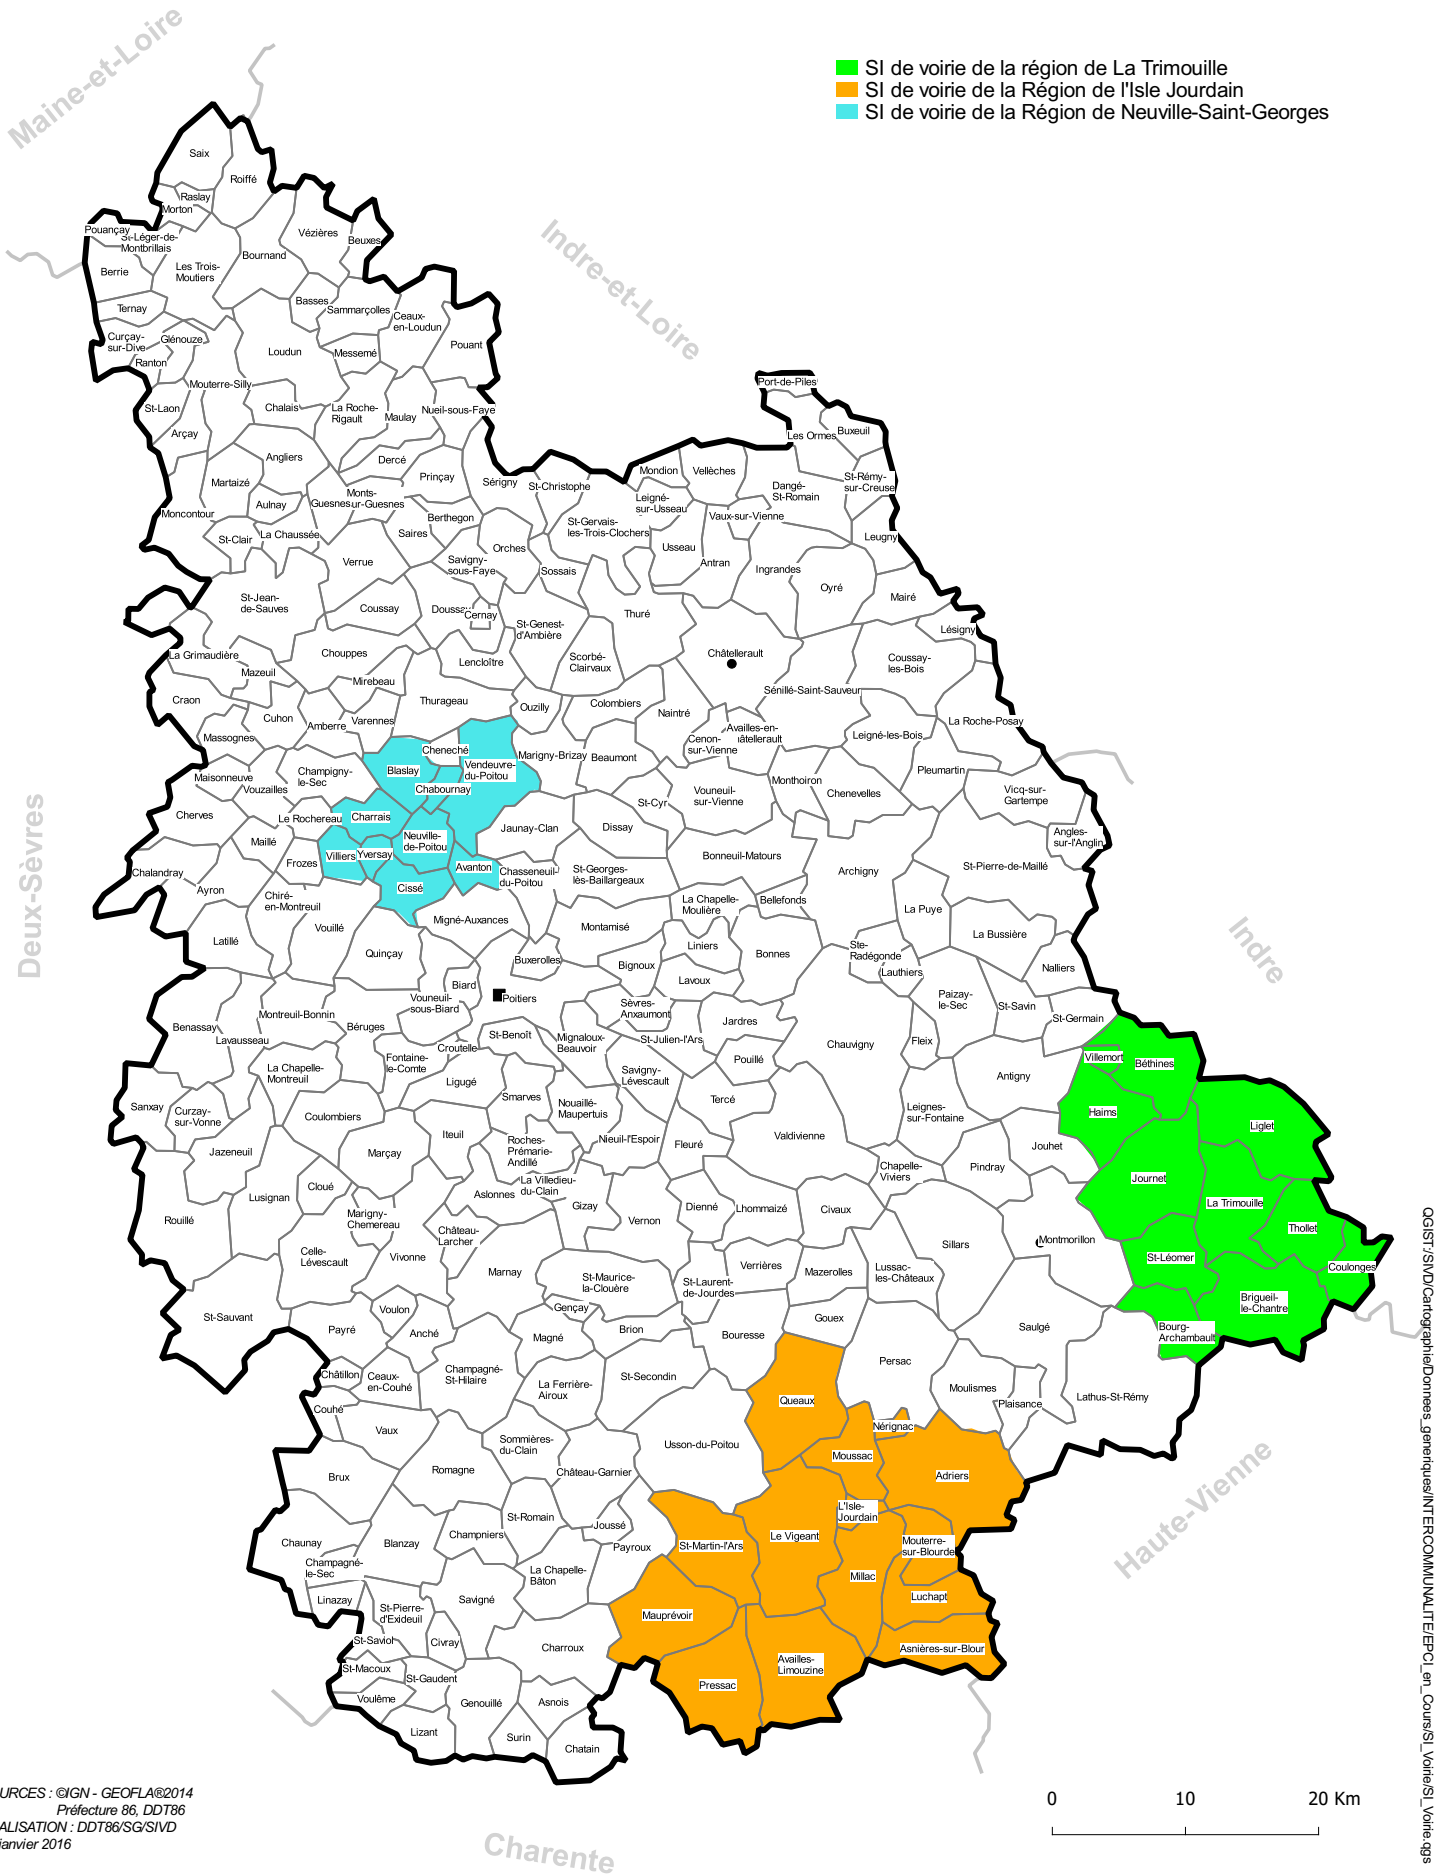 Maine-et-Loire
SI de voirie de la région de La Trimouille
SI de voirie de la Région de l'Isle Jourdain
SI de voirie de la Région de Neuville-Saint-Georges
Indre-et-Loire
Saix
Roiffé
Raslay
Morton
Pouançay
St-Léger-de-
Montbrillais
Vézières
Beuxes
Berrie
Les Trois-
Moutiers
Bournand
Ternay
Basses
Sammarçolles
Ceaux-
en-Loudun
Curçay-
sur-Dive
Glénouze
Ranton
Loudun
Messemé
Pouant
Mouterre-Silly
St-Laon
Chalais
La Roche-
Rigault
Maulay
Nueil-sous-Faye
Arçay
Port-de-Piles
Les Ormes
Buxeuil
Angliers
Dercé
Martaizé
Prinçay
Sérigny
St-Christophe
Mondion
Vellèches
Dangé-
St-Romain
St-Rémy-
sur-Creuse
Aulnay
Guesnes
Monts-
sur-Guesnes
Leigné-
sur-Usseau
Moncontour
Berthegon
St-Gervais-
les-Trois-Clochers
Vaux-sur-Vienne
St-Clair
La Chaussée
Saires
Leugny
Orches
Usseau
Antran
Verrue
Savigny-
sous-Faye
Sossais
Ingrandes
Oyré
Mairé
St-Jean-
de-Sauves
Coussay
Doussay
Cernay
St-Genest-
d'Ambière
Thuré
Lésigny
La Grimaudière
Chouppes
Lencloître
Scorbé-
Clairvaux
Châtellerault
Coussay-
les-Bois
Mazeuil
Mirebeau
Craon
Thurageau
Ouzilly
Colombiers
Sénillé-Saint-Sauveur
Naintré
Cuhon
Amberre
Varennes
La Roche-Posay
Massognes
Cheneché
Marigny-Brizay
Beaumont
Cenon-
sur-Vienne
Availles-en-
Leigné-les-Bois
Maisonneuve
Vouzailles
Champigny-
le-Sec
Blaslay
Vendeuvre-
du-Poitou
Chabournay
Monthoiron
Pleumartin
Cherves
Le Rochereau
Charrais
St-Cyr
Vouneuil-
sur-Vienne
Chenevelles
Vicq-sur-
Gartempe
Maillé
Neuville-
de-Poitou
Jaunay-Clan
Dissay
Angles-
sur-l'Anglin
Deux-Sèvres
Frozes
Villiers
Yversay
Avanton
Chasseneuil-
du-Poitou
St-Georges-
lès-Baillargeaux
Bonneuil-Matours
Archigny
St-Pierre-de-Maillé
Chalandray
Ayron
Cissé
Chiré-
en-Montreuil
La Chapelle-
Moulière
Bellefonds
La Puye
Latillé
Vouillé
Migné-Auxances
Montamisé
La Bussière
Indre
Quinçay
Buxerolles
Liniers
Bignoux
Bonnes
Ste-
Radégonde
Lauthiers
Nalliers
Biard
Poitiers
Lavoux
Vouneuil-
sous-Biard
Sèvres-
Anxaumont
Paizay-
le-Sec
St-Savin
Benassay
Montreuil-Bonnin
Béruges
St-Germain
Lavausseau
Croutelle
St-Benoît
Mignaloux-
Beauvoir
St-Julien-l'Ars
Jardres
Chauvigny
Fleix
Pouillé
Villemort
Béthines
La Chapelle-
Montreuil
Fontaine-
le-Comte
Ligugé
Savigny-
Lévescault
Antigny
Sanxay
Curzay-
sur-Vonne
Coulombiers
Smarves
Nouaillé-
Maupertuis
Tercé
Leignes-
sur-Fontaine
Haims
Liglet
Jazeneuil
Marçay
Iteuil
Roches-
Prémarie-
Andillé
Nieuil-l'Espoir
Fleuré
Valdivienne
Jouhet
Cloué
La Villedieu-
du-Clain
Chapelle-
Viviers
Pindray
Journet
Lusignan
Aslonnes
Gizay
Dienné
Lhommaizé
Civaux
La Trimouille
Rouillé
Marigny-
Chemereau
Château-
Larcher
Vernon
Thollet
Celle-
Lévescault
Vivonne
Sillars
Montmorillon
St-Léomer
Coulonges
Marnay
St-Maurice-
la-Clouère
Verrières
Mazerolles
Lussac-
les-Châteaux
St-Laurent-
de-Jourdes
Brigueil-
le-Chantre
St-Sauvant
Voulon
Gençay
Gouex
Payré
Anché
Magné
Brion
Bouresse
Saulgé
Bourg-
Archambault
Persac
Châtillon
Ceaux-
en-Couhé
Champagné-
St-Hilaire
La Ferrière-
Airoux
St-Secondin
Moulismes
Plaisance
Lathus-St-Rémy
Couhé
Queaux
Vaux
Sommières-
du-Clain
Usson-du-Poitou
Nérignac
Moussac
Brux
Romagne
Château-Garnier
Adriers
Haute-Vienne
Chaunay
Blanzay
Champniers
St-Romain
Joussé
L'Isle-
Jourdain
Champagné-
le-Sec
Payroux
St-Martin-l'Ars
Le Vigeant
Mouterre-
sur-Blourde
Linazay
La Chapelle-
Bâton
Millac
St-Pierre-
d'Exideuil
Savigné
Mauprévoir
Luchapt
St-Saviol
Civray
Charroux
Asnières-sur-Blour
St-Macoux
St-Gaudent
Availles-
Limouzine
Pressac
Voulême
Genouillé
Asnois
Lizant
Surin
Chatain
Charente
URCES : ©IGN - GEOFLA®2014
Préfecture 86, DDT86
ALISATION : DDT86/SG/SIVD
janvier 2016
0 10 20 Km
QGIST:/SIVD/Cartographie/Donnees_generiques/INTERCOMMUNALITE/EPCI_en_Cours/SI_Voirie/SI_Voirie.qgs